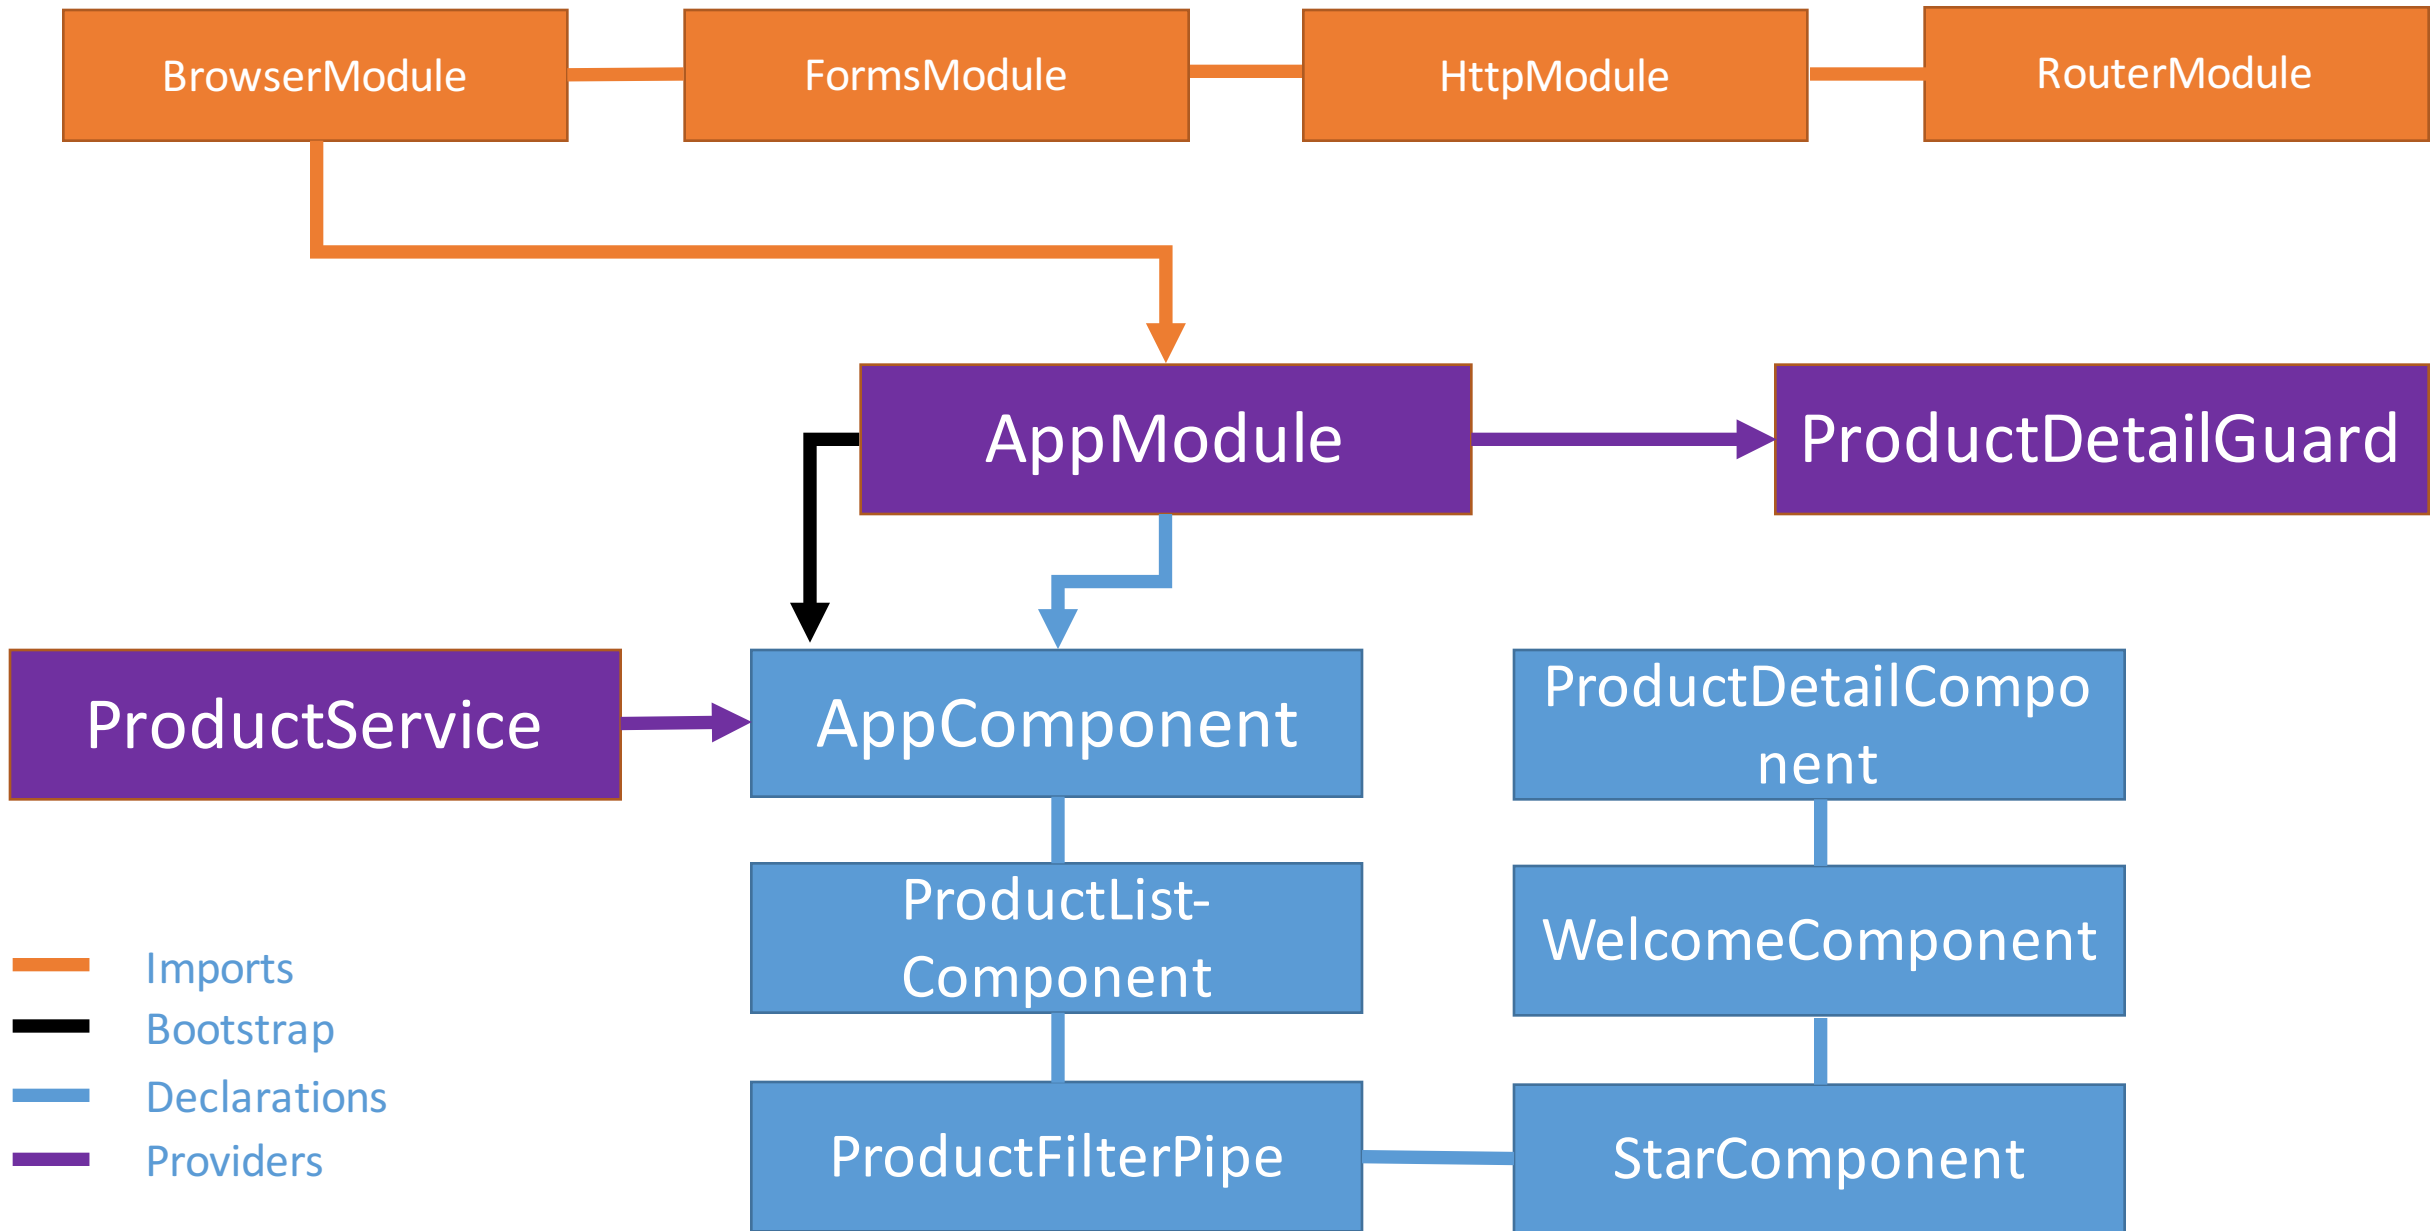 BrowserModule
FormsModule
HttpModule
RouterModule
AppModule
ProductDetailGuard
ProductService
AppComponent
ProductDetailCompo
nent
ProductList-
Component
WelcomeComponent
ProductFilterPipe
StarComponent
Imports
Bootstrap
Declarations
Providers